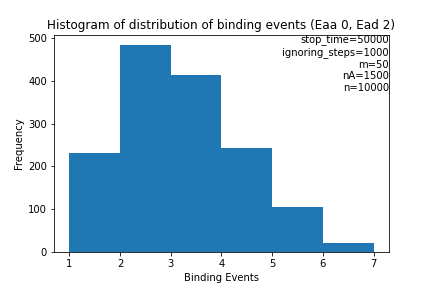 Histogram of distribution of binding events (Eaa 0, Ead 2)
stop_time=50000
ignoring_steps=1000
m=50
nA=1500
n=10000
500
400
300
200
100
0
Frequency
1 2 3 4 5 6 7
Binding Events